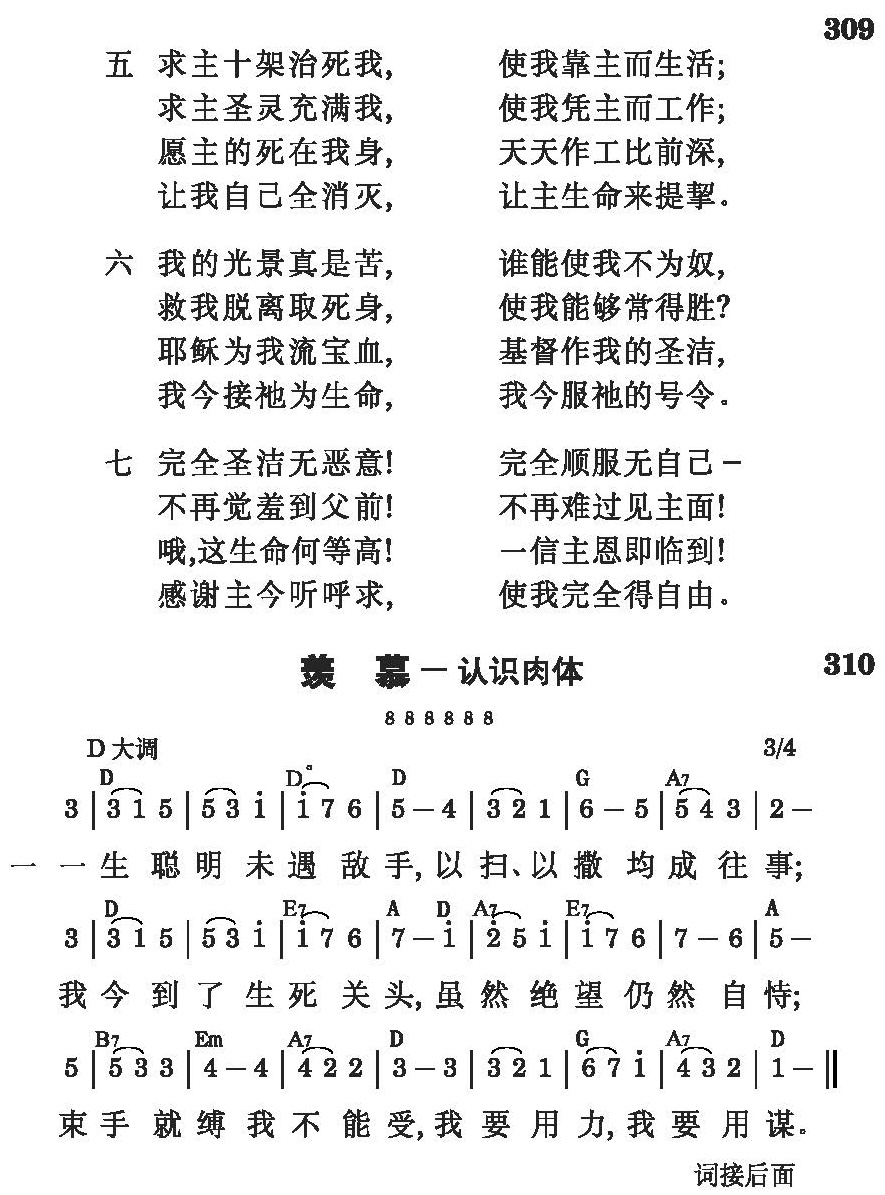 309
五 求主十架治死我, 使我靠主而生活;
求主圣灵充满我, 使我凭主而工作;
愿主的死在我身, 天天作工比前深,
让我自己全消灭, 让主生命来提挈。
六 我的光景真是苦, 谁能使我不为奴,
救我脱离取死身, 使我能够常得胜?
耶稣为我流宝血, 基督作我的圣洁,
我今接祂为生命, 我今服祂的号令。
七 完全圣洁无恶意! 完全顺服无自己–
不再觉羞到父前! 不再难过见主面!
哦,这生命何等高! 一信主恩即临到!
感谢主今听呼求, 使我完全得自由。
羡 慕–认识肉体 310
8 8 8 8 8 8
D 大调 3/4
D D° D G A7
3 | 3 1 5 | 5 3 i | i 7 6 | 5 – 4 | 3 2 1 | 6 – 5 | 5 4 3 | 2 –
一 一 生 聪 明 未 遇 敌 手, 以 扫、以 撒 均 成 往 事;
D E7 A D A7 E7 A
3 | 3 1 5 | 5 3 i | i 7 6 | 7 – i | 2̇ 5 i | i 7 6 | 7 – 6 | 5 –
我 今 到 了 生 死 关 头, 虽 然 绝 望 仍 然 自 恃;
B7 Em A7 D G A7 D
5 | 5 3 3 | 4 – 4 | 4 2 2 | 3 – 3 | 3 2 1 | 6 7 i | 4 3 2 | 1 – ‖
束 手 就 缚 我 不 能 受, 我 要 用 力, 我 要 用 谋。
词接后面